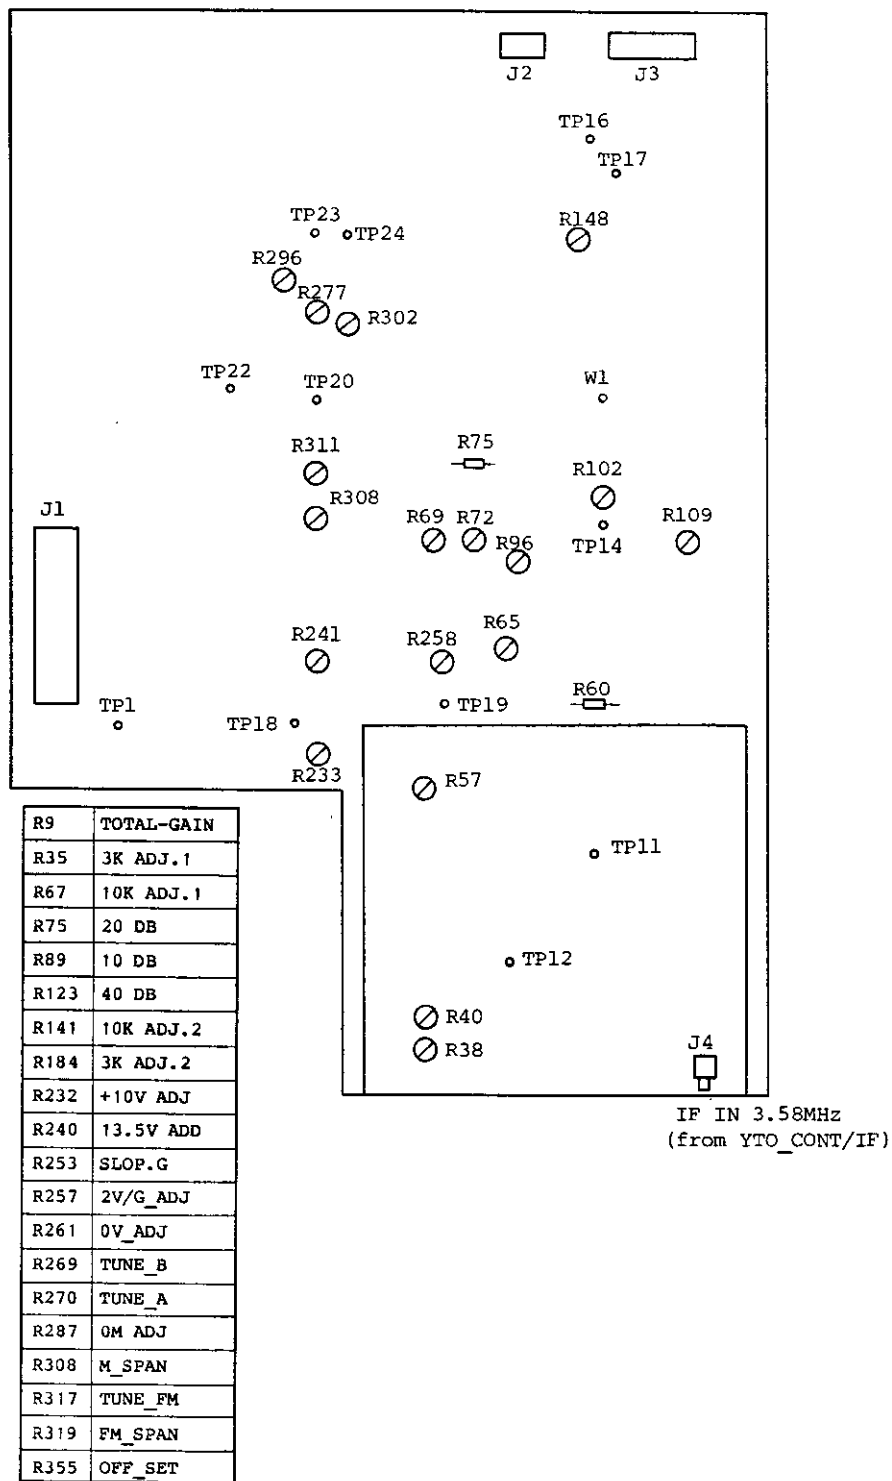 J2
J3
TP16
TP17
R148
TP23
TP24
R296
R277
R302
TP22
TP20
W1
R311
R75
R102
R308
J1
R69
R72
R96
TP14
R109
R241
R258
R65
TP1
TP18
TP19
R60
R233
R57
TP11
TP12
R40
R38
J4
IF IN 3.58MHz
(from YTO_CONT/IF)
R9 TOTAL-GAIN
R35 3K ADJ.1
R67 10K ADJ.1
R75 20 DB
R89 10 DB
R123 40 DB
R141 10K ADJ.2
R184 3K ADJ.2
R232 +10V ADJ
R240 13.5V ADD
R253 SLOP.G
R257 2V/G_ADJ
R261 0V_ADJ
R269 TUNE_B
R270 TUNE_A
R287 0M ADJ
R308 M_SPAN
R317 TUNE_FM
R319 FM_SPAN
R355 OFF_SET